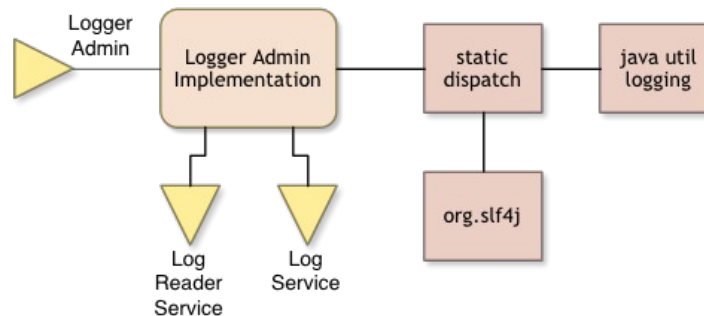 Logger
Admin
Logger Admin
Implementation
static
dispatch
java util
logging
org.slf4j
Log
Reader
Service
Log
Service